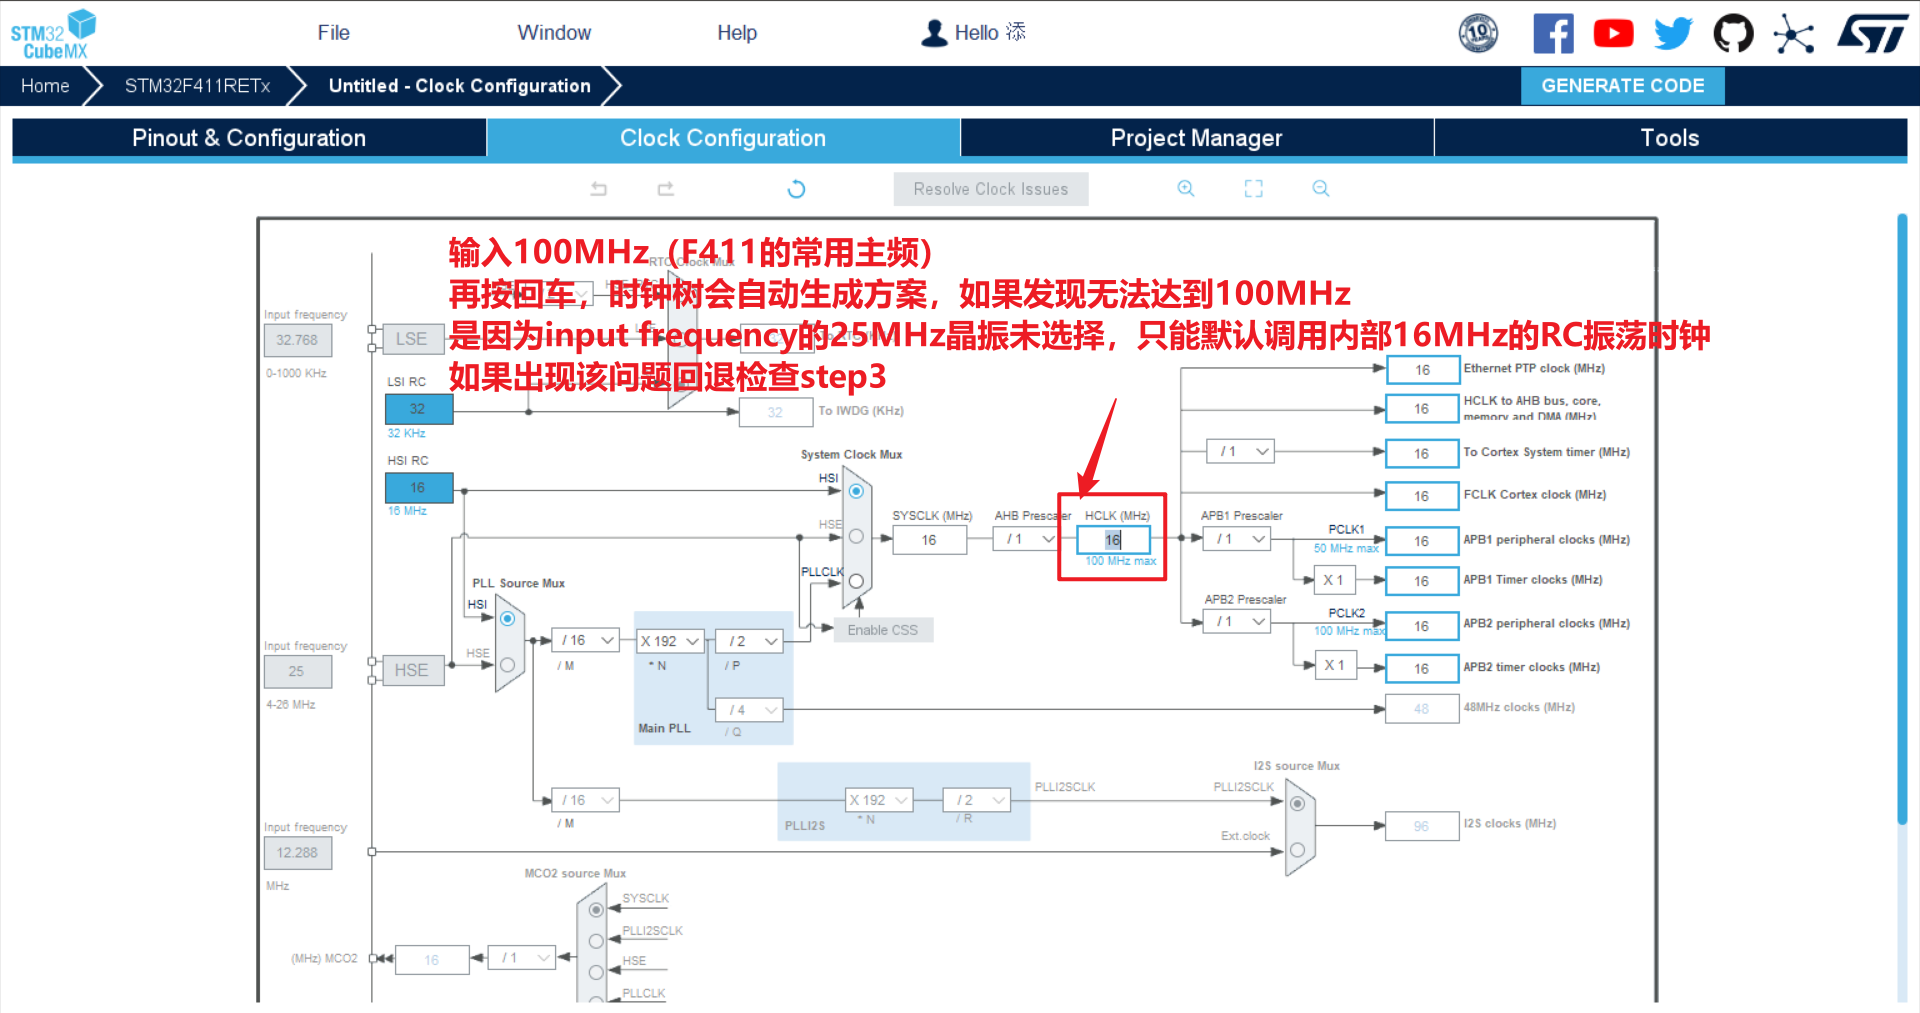 STM32
CubeMX
File
Window
Help
Hello 添
10
Home
STM32F411RETx
Untitled - Clock Configuration
GENERATE CODE
Pinout & Configuration
Clock Configuration
Project Manager
Tools
Resolve Clock Issues
输入100MHz（F411的常用主频）
再按回车，时钟树会自动生成方案，如果发现无法达到100MHz
是因为input frequency的25MHz晶振未选择，只能默认调用内部16MHz的RC振荡时钟
如果出现该问题回退检查step3
RTC Clock Mux
Input frequency
32.768
0-1000 KHz
LSE
LSI RC
32
32 KHz
32
To IWDG (KHz)
HSI RC
16
16 MHz
System Clock Mux
HSI
HSE
PLLCLK
Enable CSS
SYSCLK (MHz)
16
AHB Prescaler
/ 1
HCLK (MHz)
16
100 MHz max
16
Ethernet PTP clock (MHz)
16
HCLK to AHB bus, core,
memory and DMA (MHz)
/ 1
16
To Cortex System timer (MHz)
16
FCLK Cortex clock (MHz)
APB1 Prescaler
/ 1
PCLK1
50 MHz max
16
APB1 peripheral clocks (MHz)
X 1
16
APB1 Timer clocks (MHz)
APB2 Prescaler
/ 1
PCLK2
100 MHz max
16
APB2 peripheral clocks (MHz)
X 1
16
APB2 timer clocks (MHz)
48
48MHz clocks (MHz)
PLL Source Mux
HSI
HSE
Input frequency
25
4-26 MHz
HSE
/ 16
/ M
X 192
* N
/ 2
/ P
/ 4
/ Q
Main PLL
/ 16
/ M
X 192
* N
/ 2
/ R
PLLI2S
PLLI2SCLK
I2S source Mux
PLLI2SCLK
Ext.clock
96
I2S clocks (MHz)
Input frequency
12.288
MHz
MCO2 source Mux
SYSCLK
PLLI2SCLK
HSE
PLLCLK
(MHz) MCO2
16
/ 1